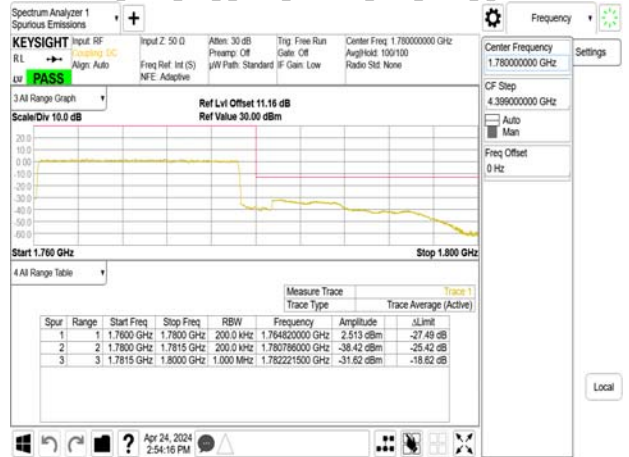 Spectrum Analyzer 1
Spurious Emissions
Frequency
KEYSIGHT
Input: RF
Coupling: DC
Align: Auto
Input Z: 50 Ω
Freq Ref: Int (S)
NFE: Adaptive
Atten: 30 dB
Preamp: Off
µW Path: Standard
Trig: Free Run
Gate: Off
IF Gain: Low
Center Freq: 1.780000000 GHz
Avg|Hold: 100/100
Radio Std: None
RL
PASS
Center Frequency
1.780000000 GHz
Settings
CF Step
4.399000000 GHz
Auto
Man
Freq Offset
0 Hz
3 All Range Graph
Scale/Div 10.0 dB
Ref Lvl Offset 11.16 dB
Ref Value 30.00 dBm
20.0
10.0
0.00
-10.0
-20.0
-30.0
-40.0
-50.0
-60.0
Start 1.760 GHz
Stop 1.800 GHz
4 All Range Table
Measure Trace Trace 1
Trace Type Trace Average (Active)
Spur Range Start Freq Stop Freq RBW Frequency Amplitude ∆Limit
1 1 1.7600 GHz 1.7800 GHz 200.0 kHz 1.764820000 GHz 2.513 dBm -27.49 dB
2 2 1.7800 GHz 1.7815 GHz 200.0 kHz 1.780786000 GHz -38.42 dBm -25.42 dB
3 3 1.7815 GHz 1.8000 GHz 1.000 MHz 1.782221500 GHz -31.62 dBm -18.62 dB
Local
Apr 24, 2024
2:54:16 PM